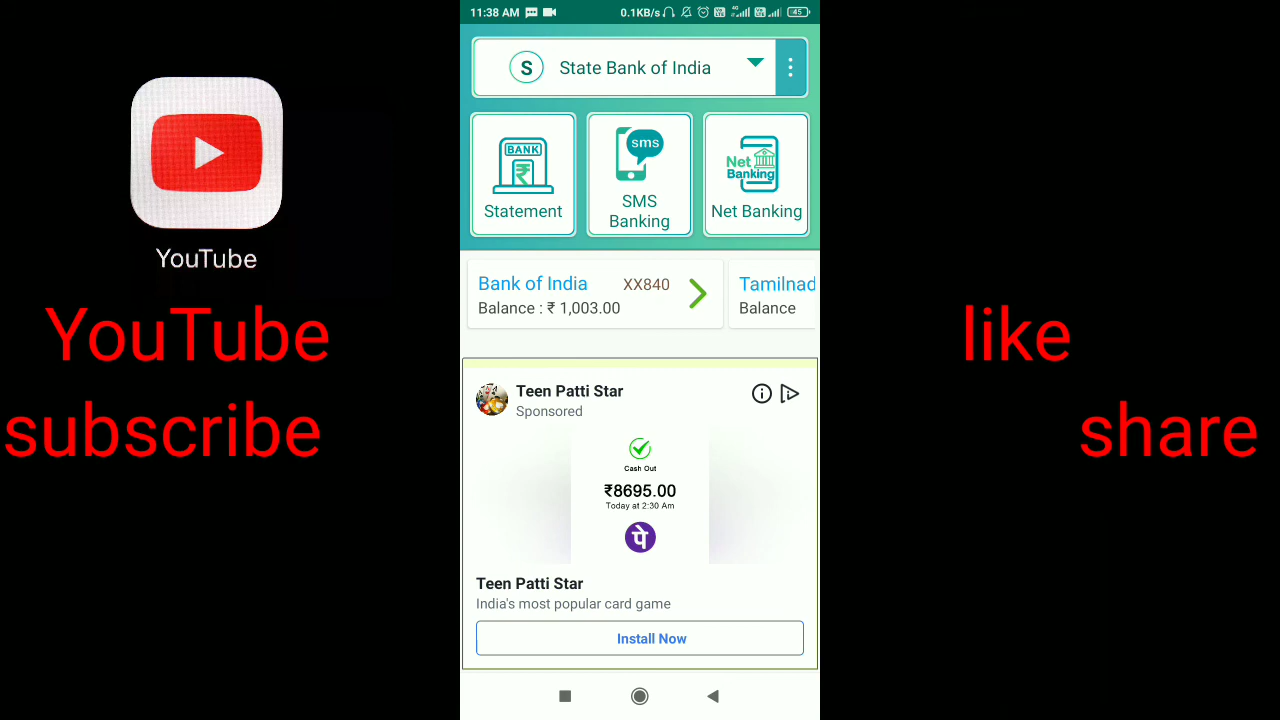 11:38 AM
0.1KB/s
4G
45
S State Bank of India
BANK
₹
Statement
sms
SMS
Banking
Net
Banking
Net Banking
Bank of India XX840
Balance : ₹ 1,003.00
Tamilnad
Balance
Teen Patti Star
Sponsored
Cash Out
₹8695.00
Today at 2:30 Am
पे
Teen Patti Star
India's most popular card game
Install Now
YouTube
YouTube
subscribe
like
share